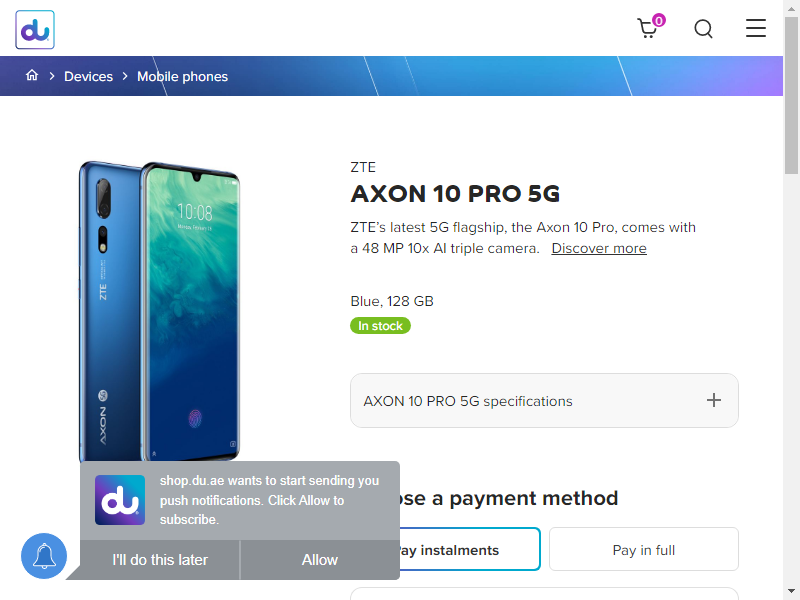 du
0
Devices
Mobile phones
ZTE
AXON 10 PRO 5G
ZTE's latest 5G flagship, the Axon 10 Pro, comes with
a 48 MP 10x AI triple camera. Discover more
Blue, 128 GB
In stock
AXON 10 PRO 5G specifications
10:08
ZTE
AXON
ose a payment method
ay instalments
Pay in full
du
shop.du.ae wants to start sending you
push notifications. Click Allow to
subscribe.
I'll do this later
Allow